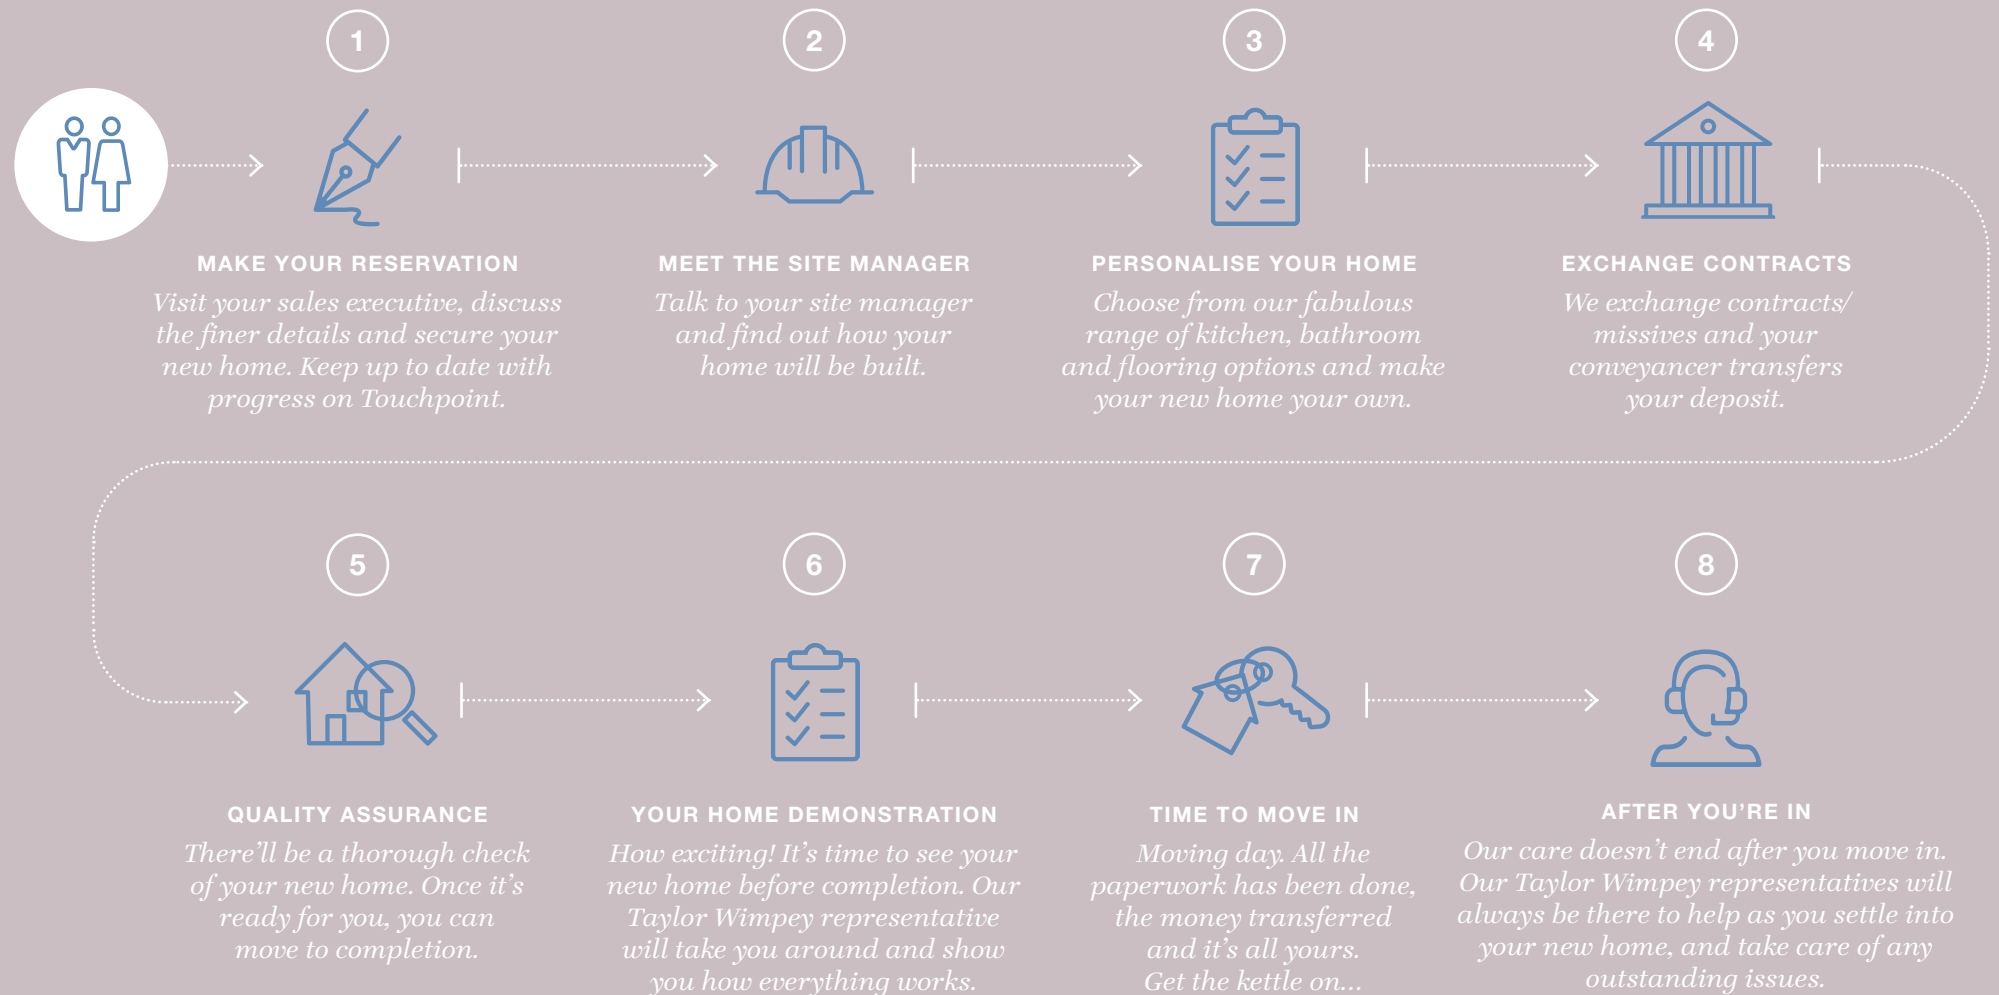 1
MAKE YOUR RESERVATION
Visit your sales executive, discuss
the finer details and secure your
new home. Keep up to date with
progress on Touchpoint.
2
MEET THE SITE MANAGER
Talk to your site manager
and find out how your
home will be built.
3
PERSONALISE YOUR HOME
Choose from our fabulous
range of kitchen, bathroom
and flooring options and make
your new home your own.
4
EXCHANGE CONTRACTS
We exchange contracts/
missives and your
conveyancer transfers
your deposit.
5
QUALITY ASSURANCE
There’ll be a thorough check
of your new home. Once it’s
ready for you, you can
move to completion.
6
YOUR HOME DEMONSTRATION
How exciting! It’s time to see your
new home before completion. Our
Taylor Wimpey representative
will take you around and show
you how everything works.
7
TIME TO MOVE IN
Moving day. All the
paperwork has been done,
the money transferred
and it’s all yours.
Get the kettle on...
8
AFTER YOU’RE IN
Our care doesn’t end after you move in.
Our Taylor Wimpey representatives will
always be there to help as you settle into
your new home, and take care of any
outstanding issues.